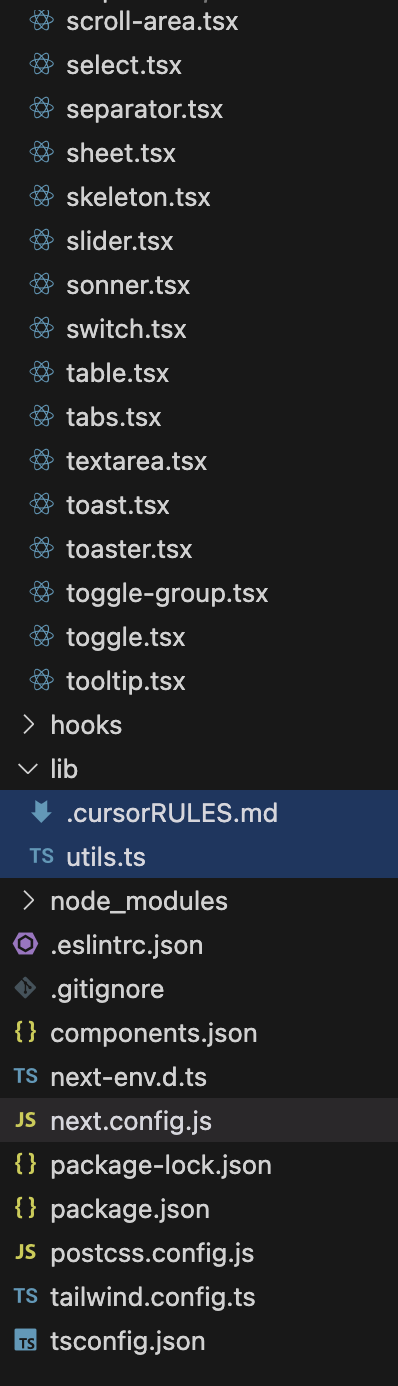 scroll-area.tsx
select.tsx
separator.tsx
sheet.tsx
skeleton.tsx
slider.tsx
sonner.tsx
switch.tsx
table.tsx
tabs.tsx
textarea.tsx
toast.tsx
toaster.tsx
toggle-group.tsx
toggle.tsx
tooltip.tsx
hooks
lib
.cursorRULES.md
TS utils.ts
node_modules
.eslintrc.json
.gitignore
{} components.json
TS next-env.d.ts
JS next.config.js
{} package-lock.json
{} package.json
JS postcss.config.js
TS tailwind.config.ts
TS tsconfig.json